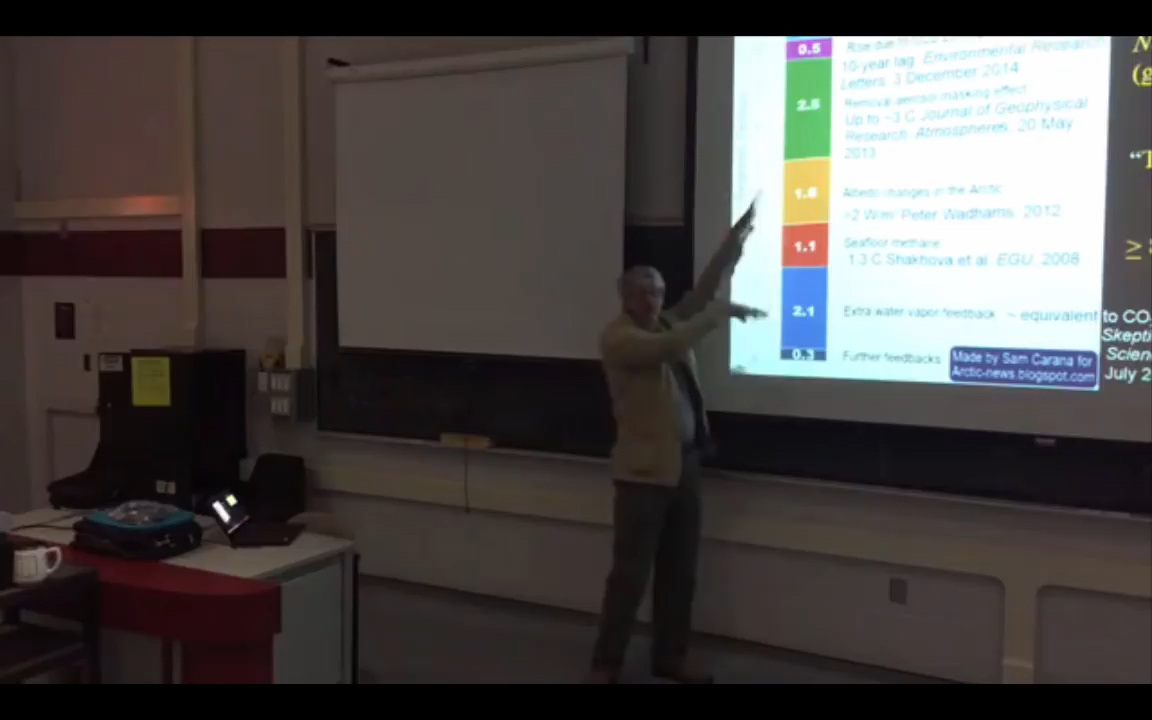 0.5
10-year lag. Environmental Research
Letters, 3 December 2014
2.5
Removal aerosol masking effect
Up to ~3 C Journal of Geophysical
Research: Atmospheres, 20 May
2013
1.6
Albedo changes in the Arctic
~2 W/m² Peter Wadhams, 2012
1.1
Seafloor methane
1.3 C Shakhova et al. EGU, 2008
2.1
Extra water vapor feedback ~ equivalent to CO₂
0.3
Further feedbacks
Made by Sam Carana for
Arctic-news.blogspot.com
July 2